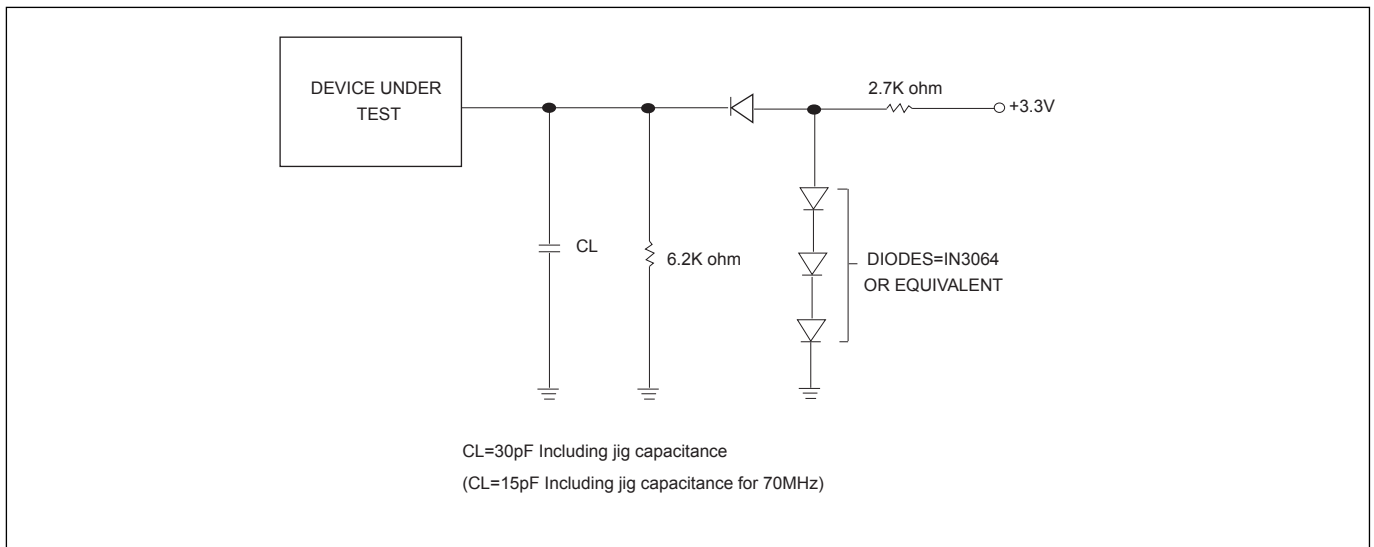 DEVICE UNDER
TEST
2.7K ohm
+3.3V
CL
6.2K ohm
DIODES=IN3064
OR EQUIVALENT
CL=30pF Including jig capacitance
(CL=15pF Including jig capacitance for 70MHz)